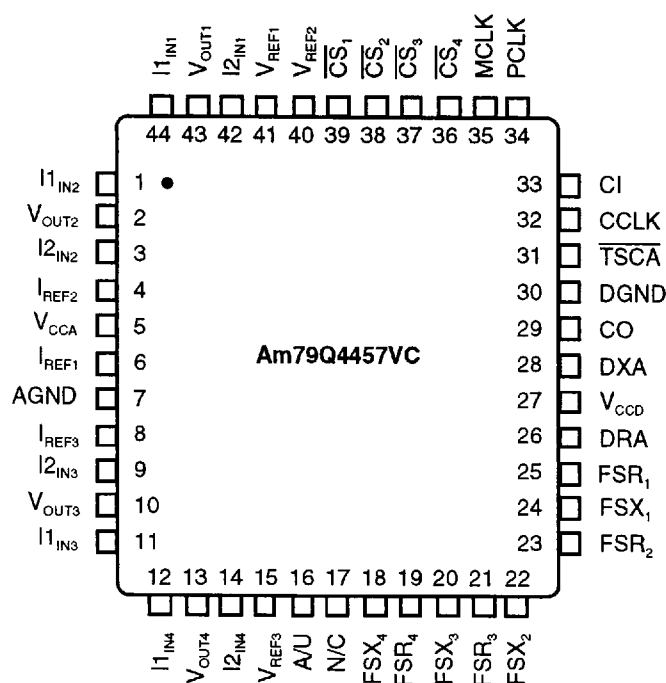 I1IN1 VOUT1 I2IN1 VREF1 VREF2 CS1 CS2 CS3 CS4 MCLK PCLK
44 43 42 41 40 39 38 37 36 35 34
I1IN2 1 33 CI
VOUT2 2 32 CCLK
I2IN2 3 31 TSCA
IREF2 4 30 DGND
VCCA 5 29 CO
Am79Q4457VC
IREF1 6 28 DXA
AGND 7 27 VCCD
IREF3 8 26 DRA
I2IN3 9 25 FSR1
VOUT3 10 24 FSX1
I1IN3 11 23 FSR2
12 13 14 15 16 17 18 19 20 21 22
I1IN4 VOUT4 I2IN4 VREF3 A/U N/C FSX4 FSR4 FSX3 FSR3 FSX2